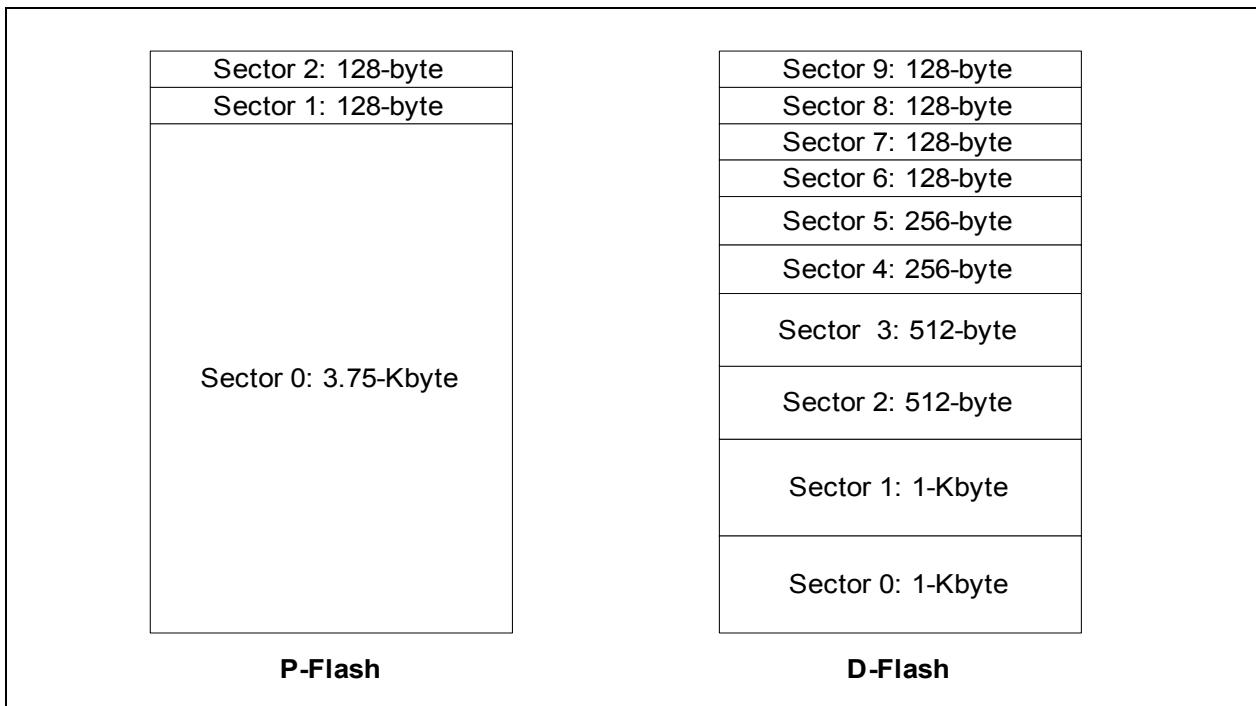 Sector 2: 128-byte
Sector 1: 128-byte
Sector 0: 3.75-Kbyte
P-Flash
Sector 9: 128-byte
Sector 8: 128-byte
Sector 7: 128-byte
Sector 6: 128-byte
Sector 5: 256-byte
Sector 4: 256-byte
Sector 3: 512-byte
Sector 2: 512-byte
Sector 1: 1-Kbyte
Sector 0: 1-Kbyte
D-Flash